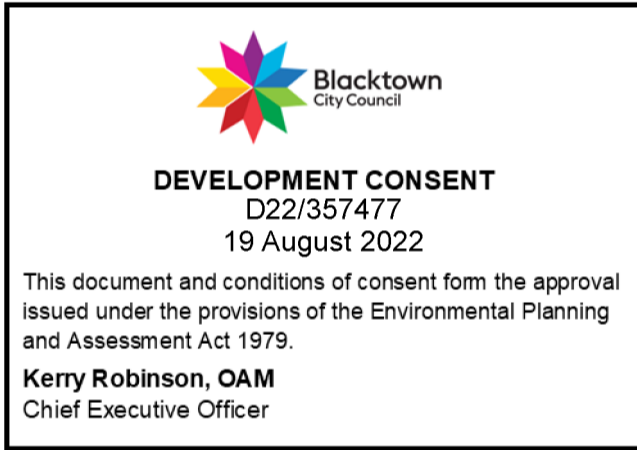 Blacktown
City Council
DEVELOPMENT CONSENT
D22/357477
19 August 2022
This document and conditions of consent form the approval
issued under the provisions of the Environmental Planning
and Assessment Act 1979.
Kerry Robinson, OAM
Chief Executive Officer